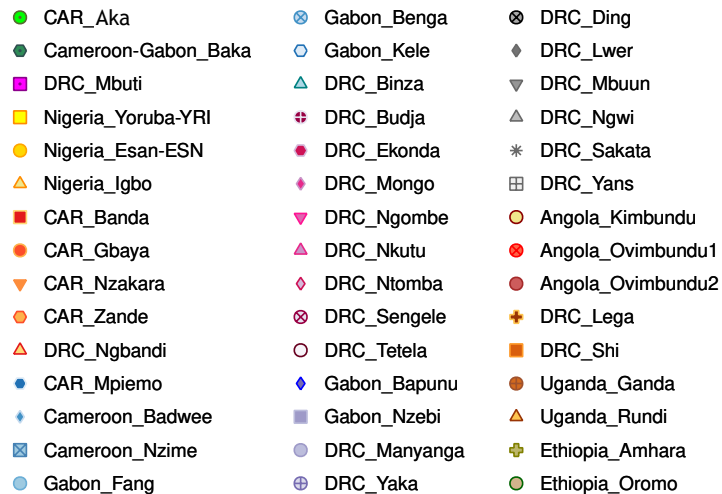 CAR_Aka
Cameroon-Gabon_Baka
DRC_Mbuti
Nigeria_Yoruba-YRI
Nigeria_Esan-ESN
Nigeria_Igbo
CAR_Banda
CAR_Gbaya
CAR_Nzakara
CAR_Zande
DRC_Ngbandi
CAR_Mpiemo
Cameroon_Badwee
Cameroon_Nzime
Gabon_Fang
Gabon_Benga
Gabon_Kele
DRC_Binza
DRC_Budja
DRC_Ekonda
DRC_Mongo
DRC_Ngombe
DRC_Nkutu
DRC_Ntomba
DRC_Sengele
DRC_Tetela
Gabon_Bapunu
Gabon_Nzebi
DRC_Manyanga
DRC_Yaka
DRC_Ding
DRC_Lwer
DRC_Mbuun
DRC_Ngwi
DRC_Sakata
DRC_Yans
Angola_Kimbundu
Angola_Ovimbundu1
Angola_Ovimbundu2
DRC_Lega
DRC_Shi
Uganda_Ganda
Uganda_Rundi
Ethiopia_Amhara
Ethiopia_Oromo